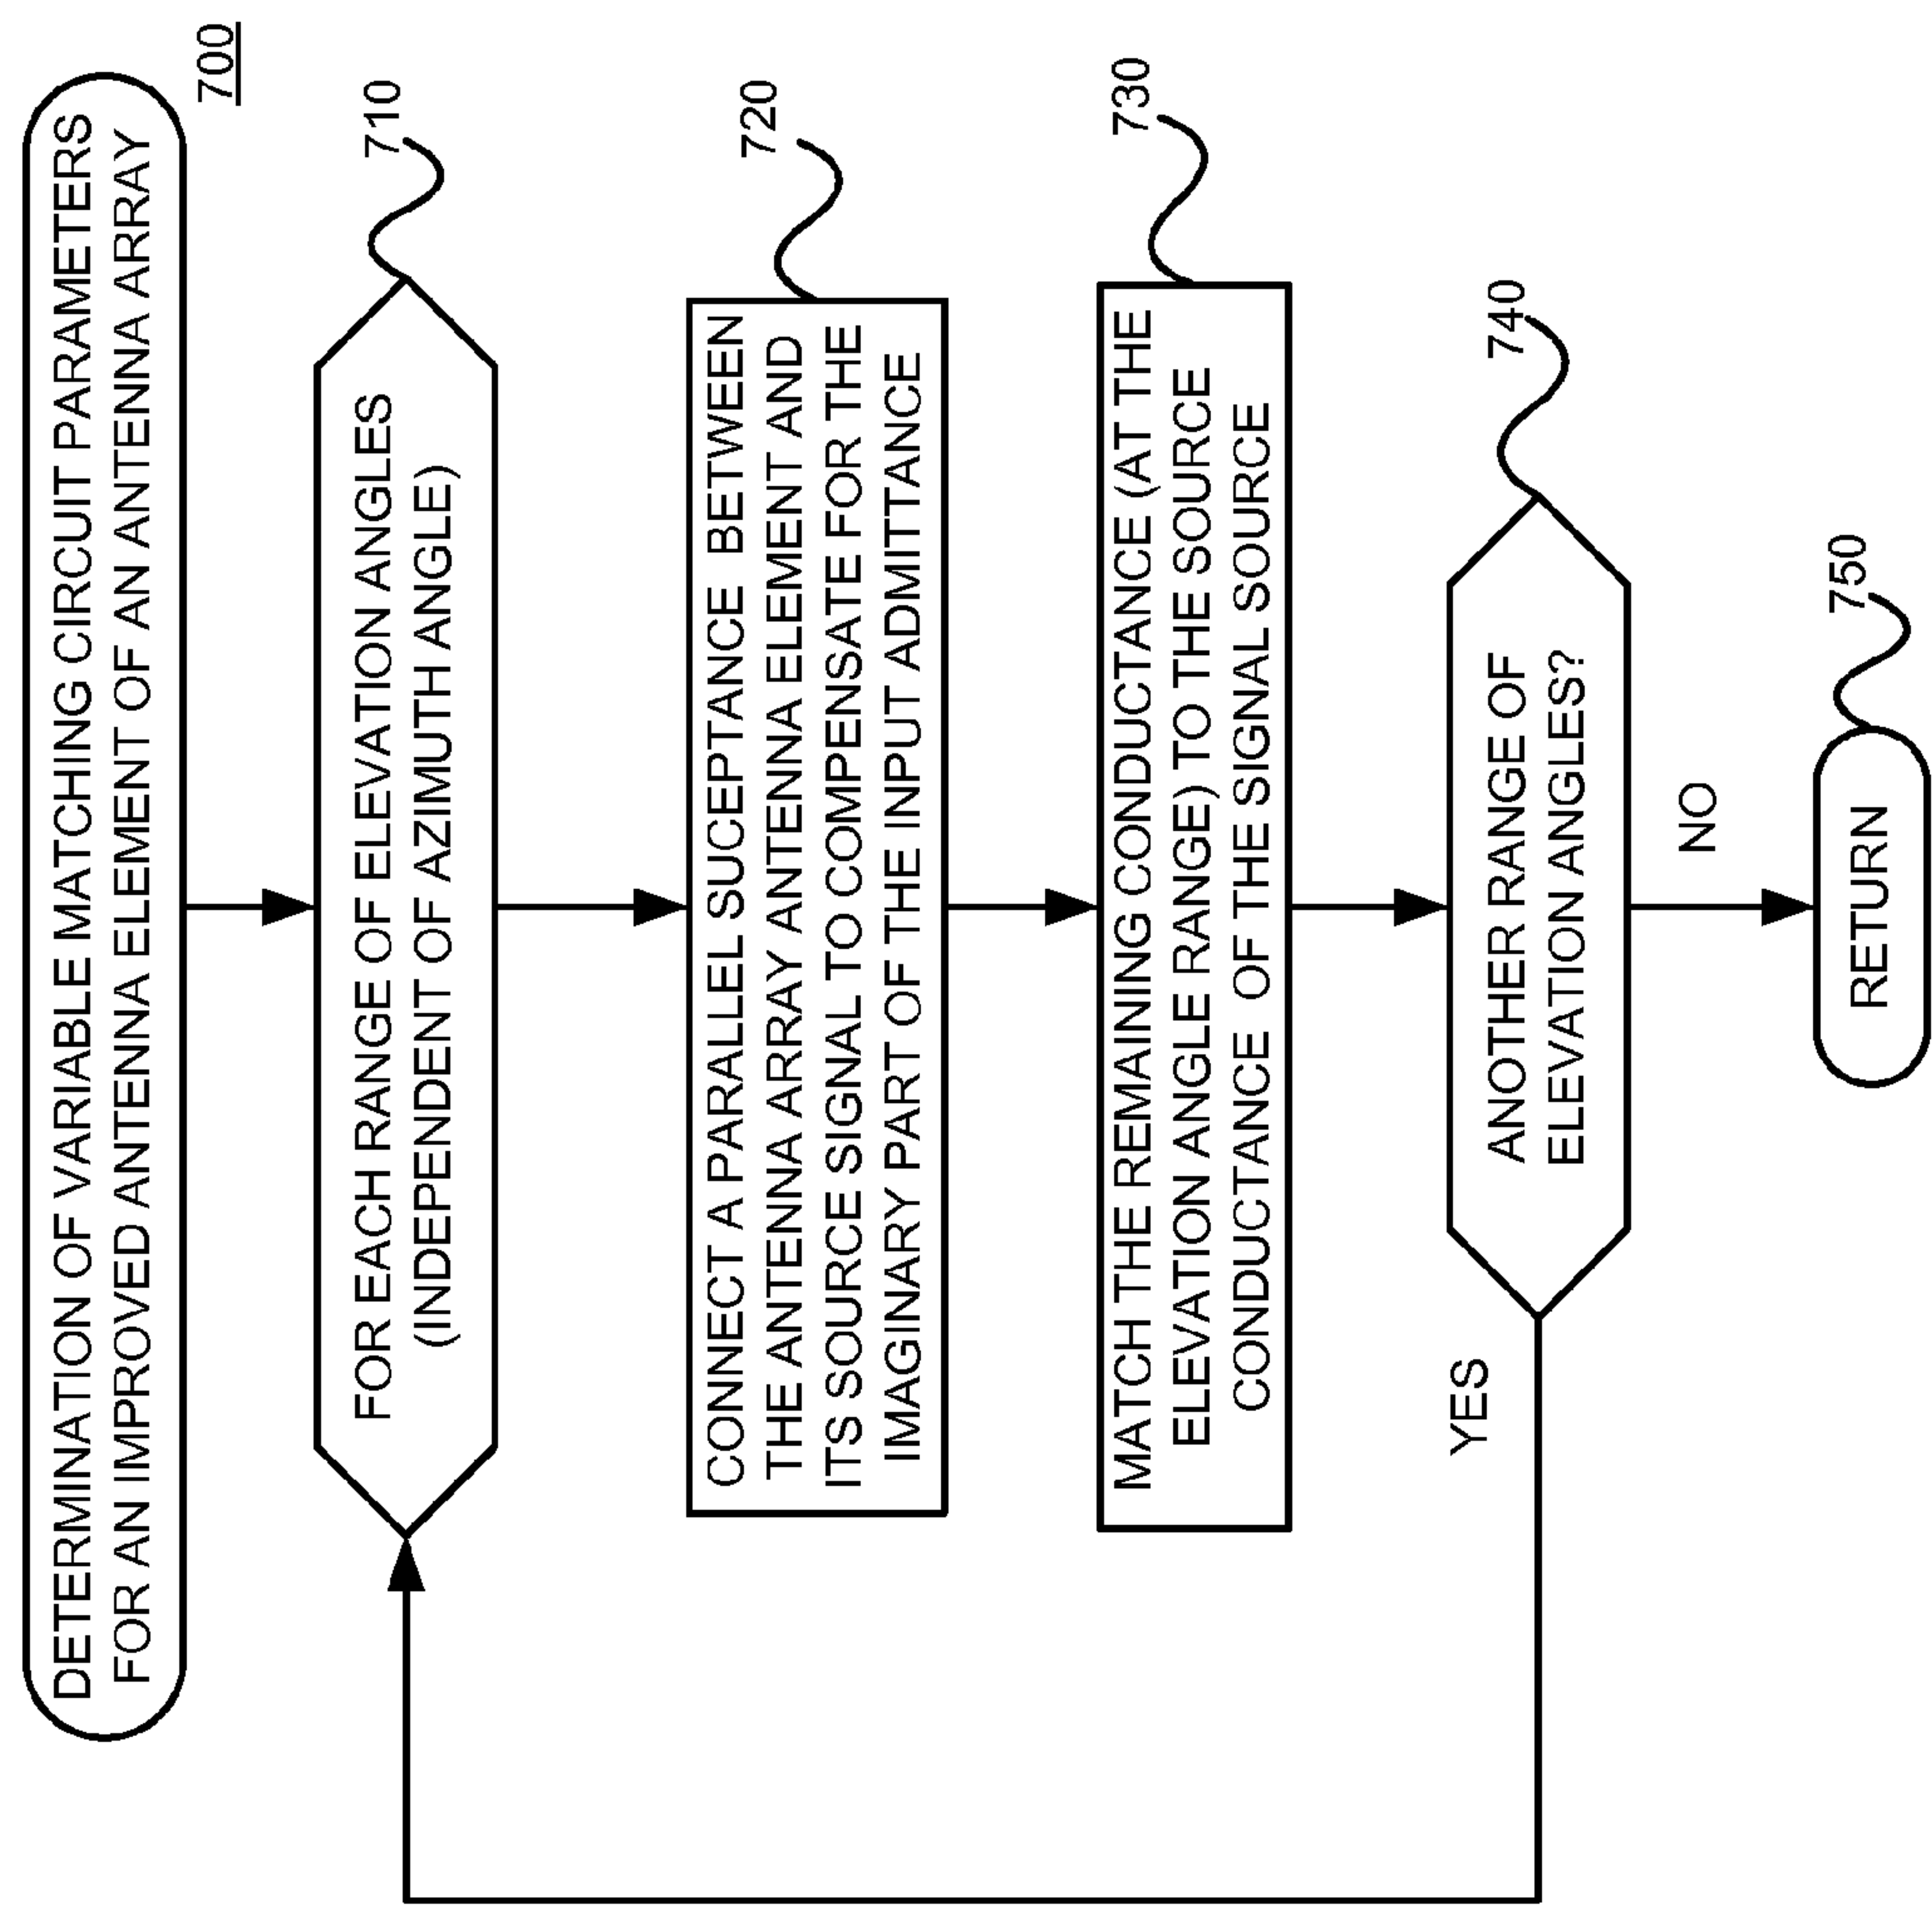 DETERMINATION OF VARIABLE MATCHING CIRCUIT PARAMETERS
FOR AN IMPROVED ANTENNA ELEMENT OF AN ANTENNA ARRAY
700
710
FOR EACH RANGE OF ELEVATION ANGLES
(INDEPENDENT OF AZIMUTH ANGLE)
720
CONNECT A PARALLEL SUCEPTANCE BETWEEN
THE ANTENNA ARRAY ANTENNA ELEMENT AND
ITS SOURCE SIGNAL TO COMPENSATE FOR THE
IMAGINARY PART OF THE INPUT ADMITTANCE
730
MATCH THE REMAINING CONDUCTANCE (AT THE
ELEVATION ANGLE RANGE) TO THE SOURCE
CONDUCTANCE OF THE SIGNAL SOURCE
740
YES
ANOTHER RANGE OF
ELEVATION ANGLES?
NO
750
RETURN